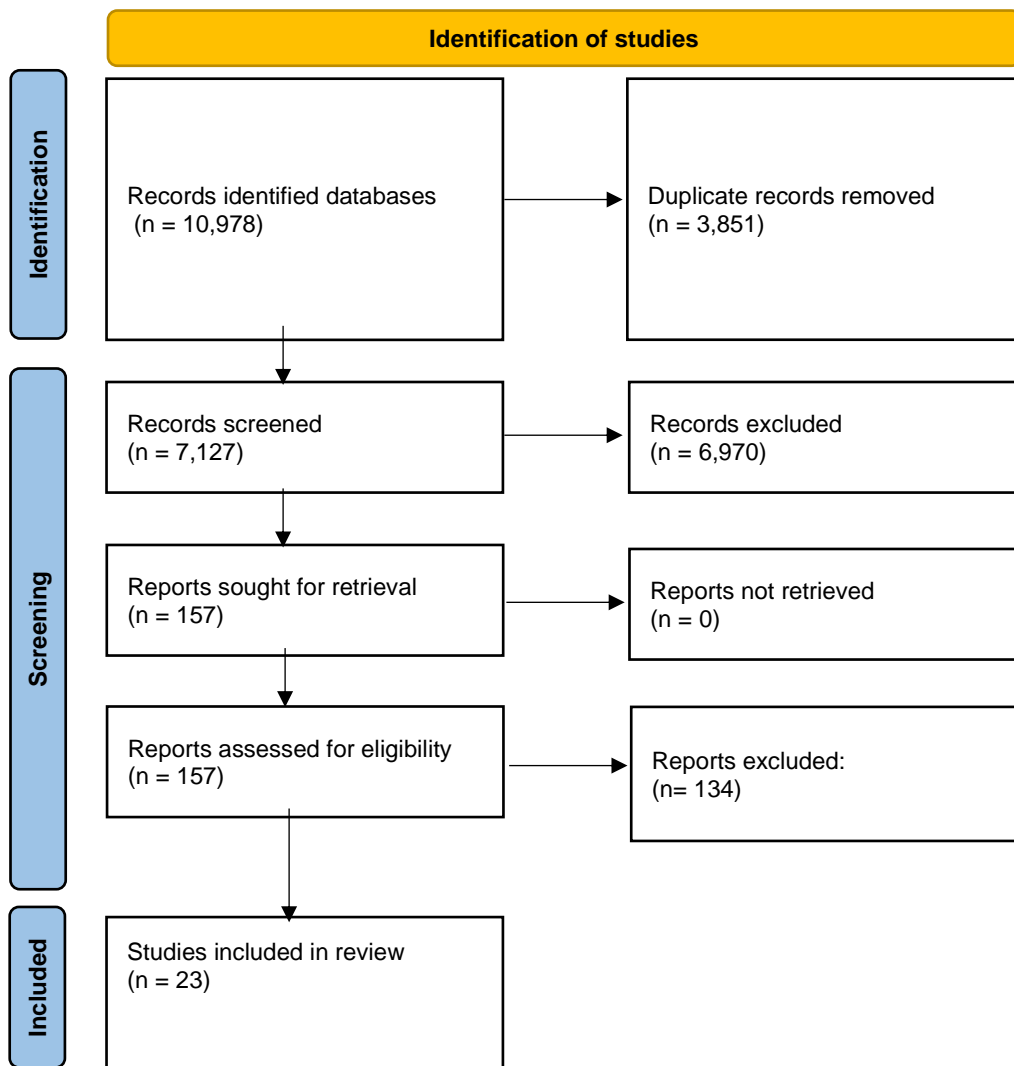 Identification of studies
Identification
Records identified databases
(n = 10,978)
Duplicate records removed
(n = 3,851)
Screening
Records screened
(n = 7,127)
Records excluded
(n = 6,970)
Reports sought for retrieval
(n = 157)
Reports not retrieved
(n = 0)
Reports assessed for eligibility
(n = 157)
Reports excluded:
(n= 134)
Included
Studies included in review
(n = 23)